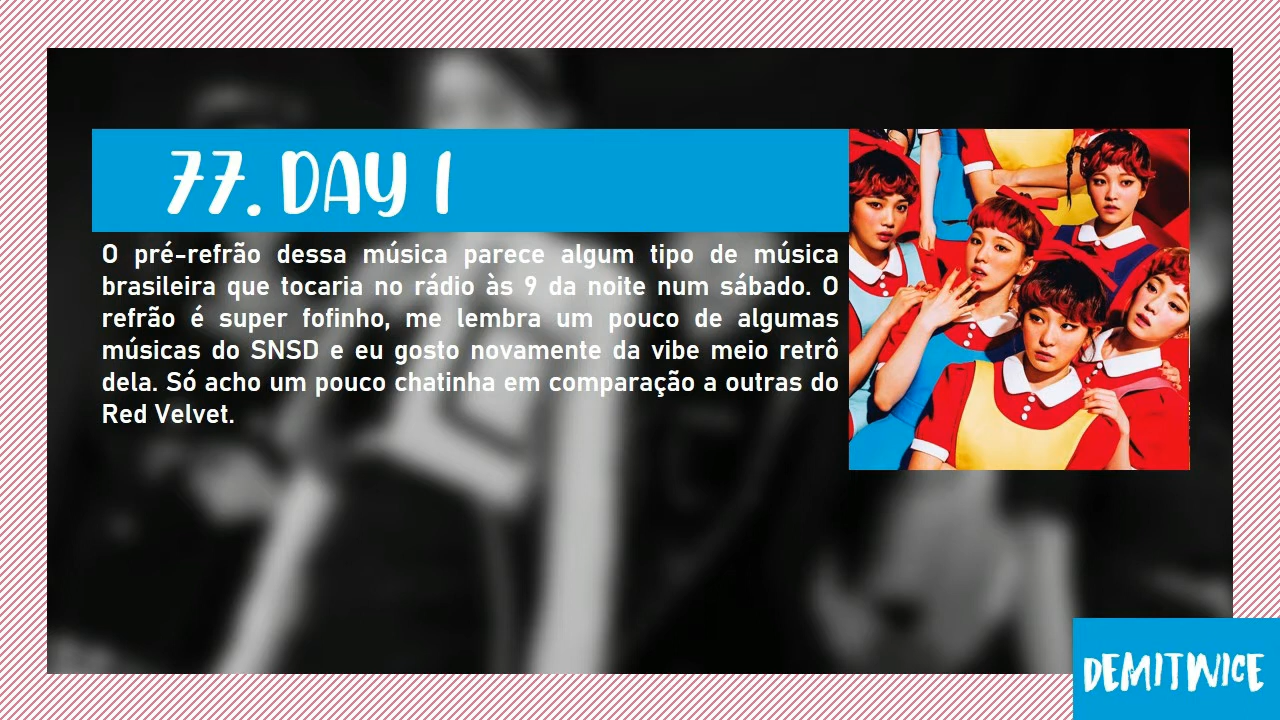 77. DAY 1
O pré-refrão dessa música parece algum tipo de música
brasileira que tocaria no rádio às 9 da noite num sábado. O
refrão é super fofinho, me lembra um pouco de algumas
músicas do SNSD e eu gosto novamente da vibe meio retrô
dela. Só acho um pouco chatinha em comparação a outras do
Red Velvet.
DEMITWICE